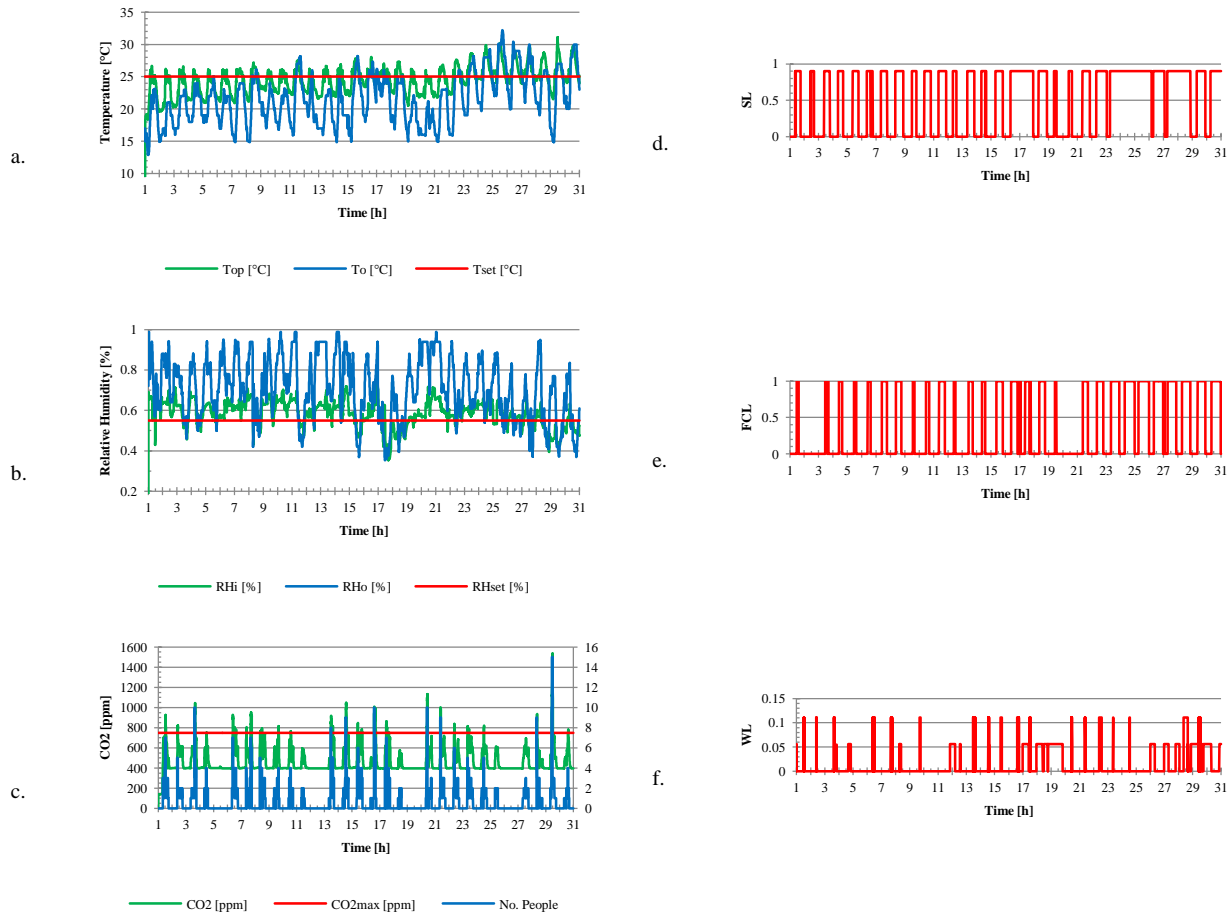 a.
Temperature [°C]
35
30
25
20
15
10
1 3 5 7 9 11 13 15 17 19 21 23 25 27 29 31
Time [h]
Top [°C] To [°C] Tset [°C]
b.
Relative Humidity [%]
1
0.8
0.6
0.4
0.2
1 3 5 7 9 11 13 15 17 19 21 23 25 27 29 31
Time [h]
RHi [%] RHo [%] RHset [%]
c.
CO2 [ppm]
1600 16
1400 14
1200 12
1000 10
800 8
600 6
400 4
200 2
0 0
1 3 5 7 9 11 13 15 17 19 21 23 25 27 29 31
Time [h]
CO2 [ppm] CO2max [ppm] No. People
d.
SL
1
0.5
0
1 3 5 7 9 11 13 15 17 19 21 23 25 27 29 31
Time [h]
e.
FCL
1
0.5
0
1 3 5 7 9 11 13 15 17 19 21 23 25 27 29 31
Time [h]
f.
WL
0.15
0.1
0.05
0
1 3 5 7 9 11 13 15 17 19 21 23 25 27 29 31
Time [h]